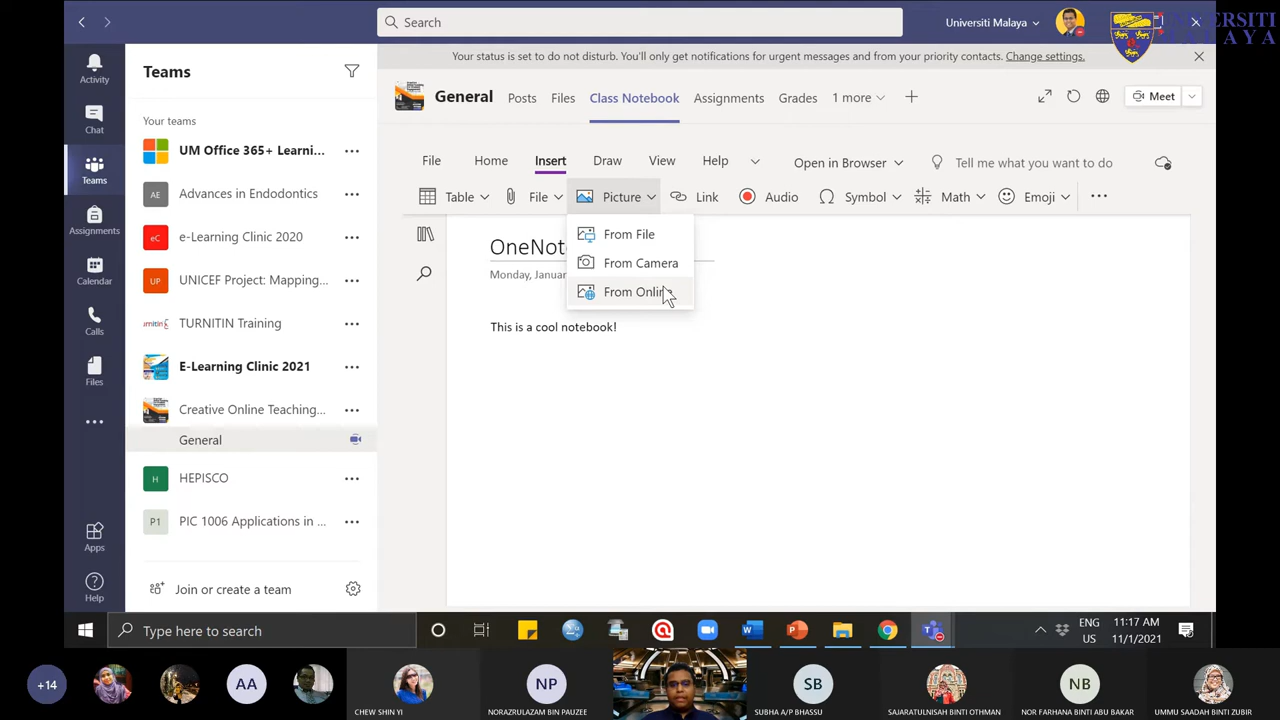 Search
Universiti Malaya
UNIVERSITI
MALAYA
Your status is set to do not disturb. You'll only get notifications for urgent messages and from your priority contacts. Change settings.
Activity
Chat
Teams
Assignments
Calendar
Calls
Files
Apps
Help
Teams
Your teams
UM Office 365+ Learni...
AE Advances in Endodontics
eC e-Learning Clinic 2020
UP UNICEF Project: Mapping...
TURNITIN Training
E-Learning Clinic 2021
Creative Online Teaching...
General
H HEPISCO
P1 PIC 1006 Applications in ...
Join or create a team
General Posts Files Class Notebook Assignments Grades 1 more
Meet
File Home Insert Draw View Help Open in Browser Tell me what you want to do
Table File Picture Link Audio Symbol Math Emoji
From File
From Camera
From Online
OneNot
Monday, Januar
This is a cool notebook!
Type here to search
ENG
US
11:17 AM
11/1/2021
+14
AA
CHEW SHIN YI
NP
NORAZRULAZAM BIN PAUZEE
SB
SUBHA A/P BHASSU
SAJARATULNISAH BINTI OTHMAN
NB
NOR FARHANA BINTI ABU BAKAR
UMMU SAADAH BINTI ZUBIR